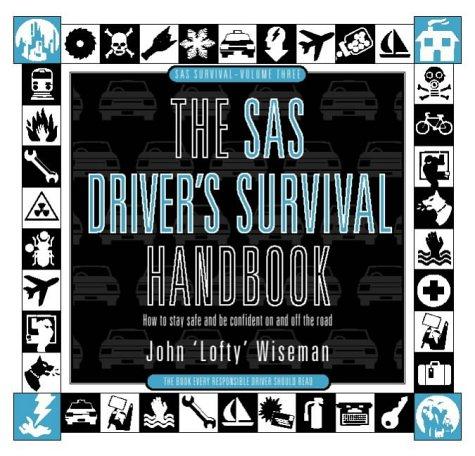 SAS SURVIVAL - VOLUME THREE
THE SAS
DRIVER'S SURVIVAL
HANDBOOK
How to stay safe and be confident on and off the road
John 'Lofty' Wiseman
THE BOOK EVERY RESPONSIBLE DRIVER SHOULD READ